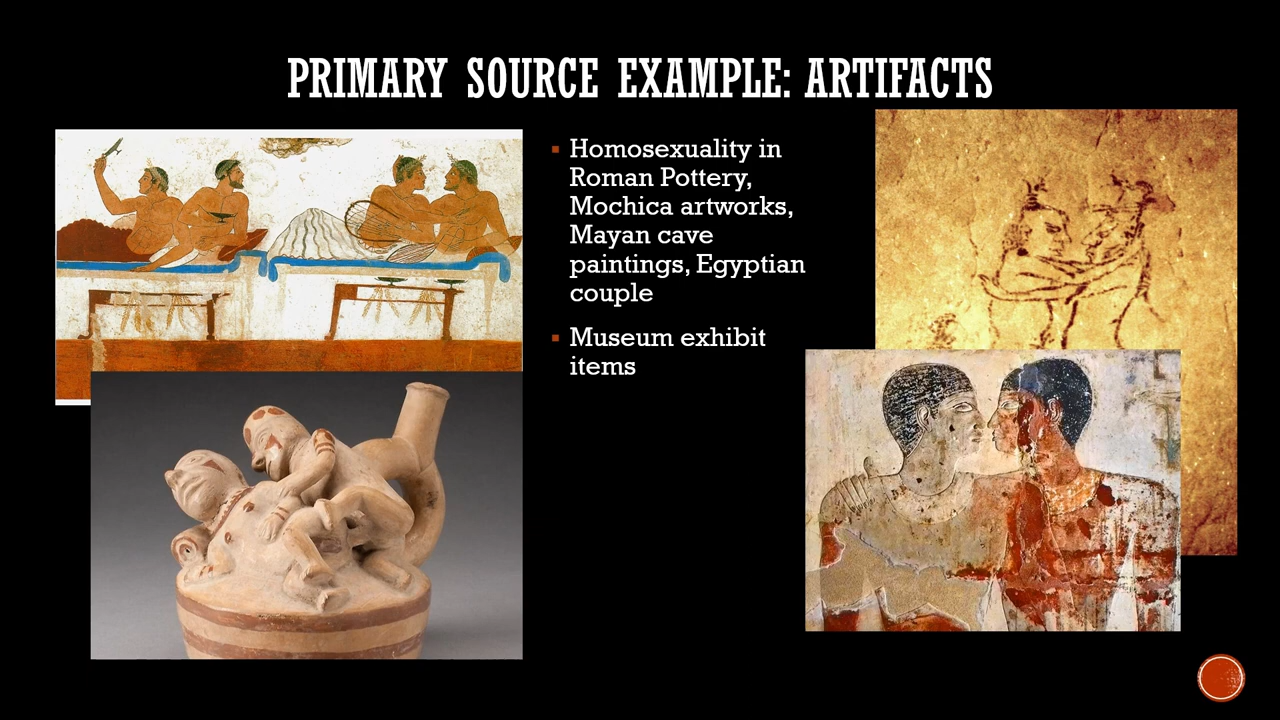 PRIMARY SOURCE EXAMPLE: ARTIFACTS
Homosexuality in
Roman Pottery,
Mochica artworks,
Mayan cave
paintings, Egyptian
couple
Museum exhibit
items